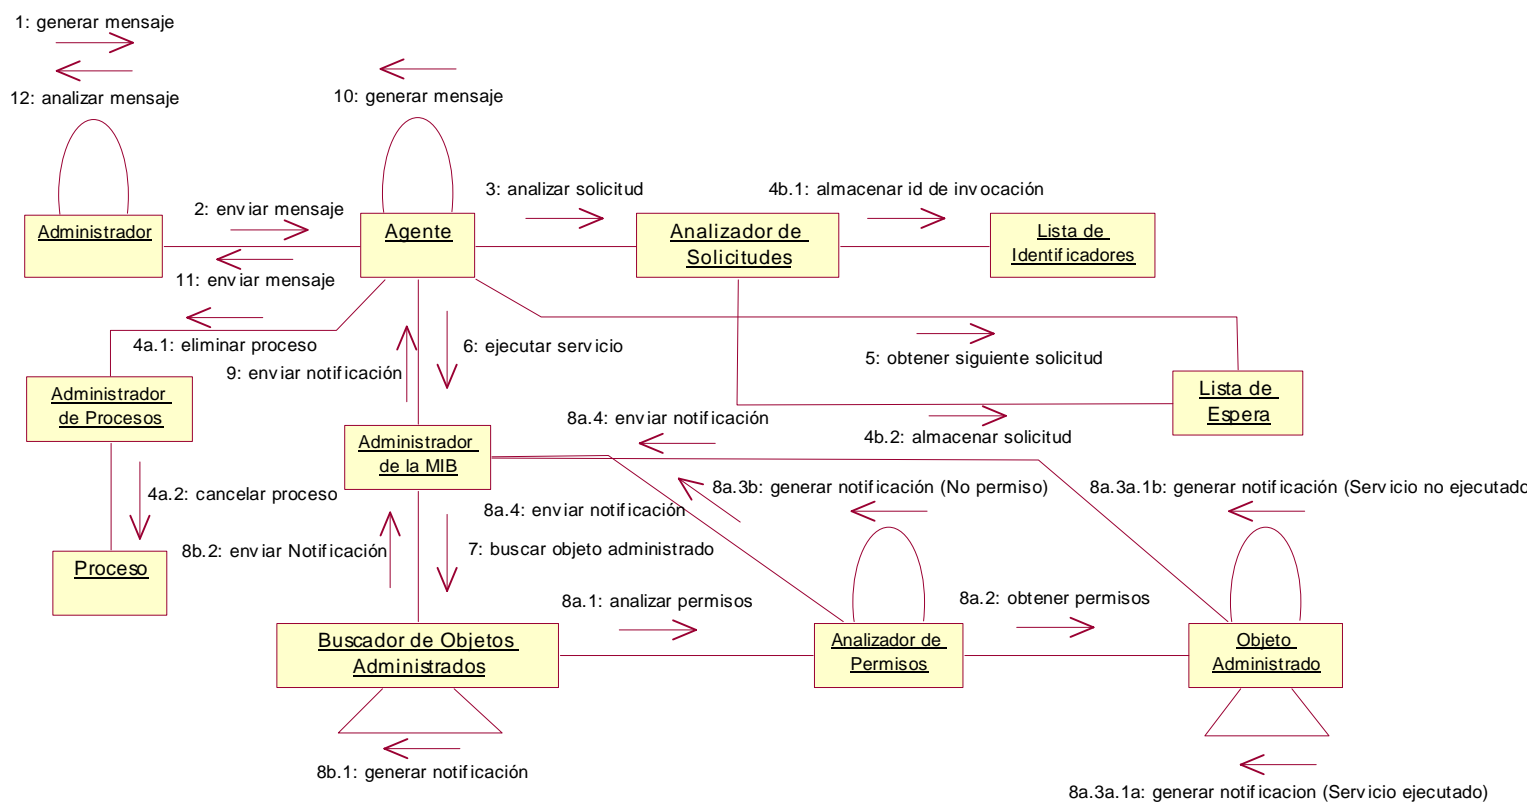 1: generar mensaje
12: analizar mensaje
10: generar mensaje
3: analizar solicitud
4b.1: almacenar id de invocación
2: enviar mensaje
Administrador
Agente
Analizador de
Solicitudes
Lista de
Identificadores
11: enviar mensaje
4a.1: eliminar proceso
6: ejecutar servicio
5: obtener siguiente solicitud
9: enviar notificación
Administrador
de Procesos
Lista de
Espera
8a.4: enviar notificación
4b.2: almacenar solicitud
Administrador
de la MIB
4a.2: cancelar proceso
8a.3b: generar notificación (No permiso)
8a.3a.1b: generar notificación (Servicio no ejecutado
8a.4: enviar notificación
8b.2: enviar Notificación
7: buscar objeto administrado
Proceso
8a.1: analizar permisos
8a.2: obtener permisos
Buscador de Objetos
Administrados
Analizador de
Permisos
Objeto
Administrado
8b.1: generar notificación
8a.3a.1a: generar notificacion (Servicio ejecutado)